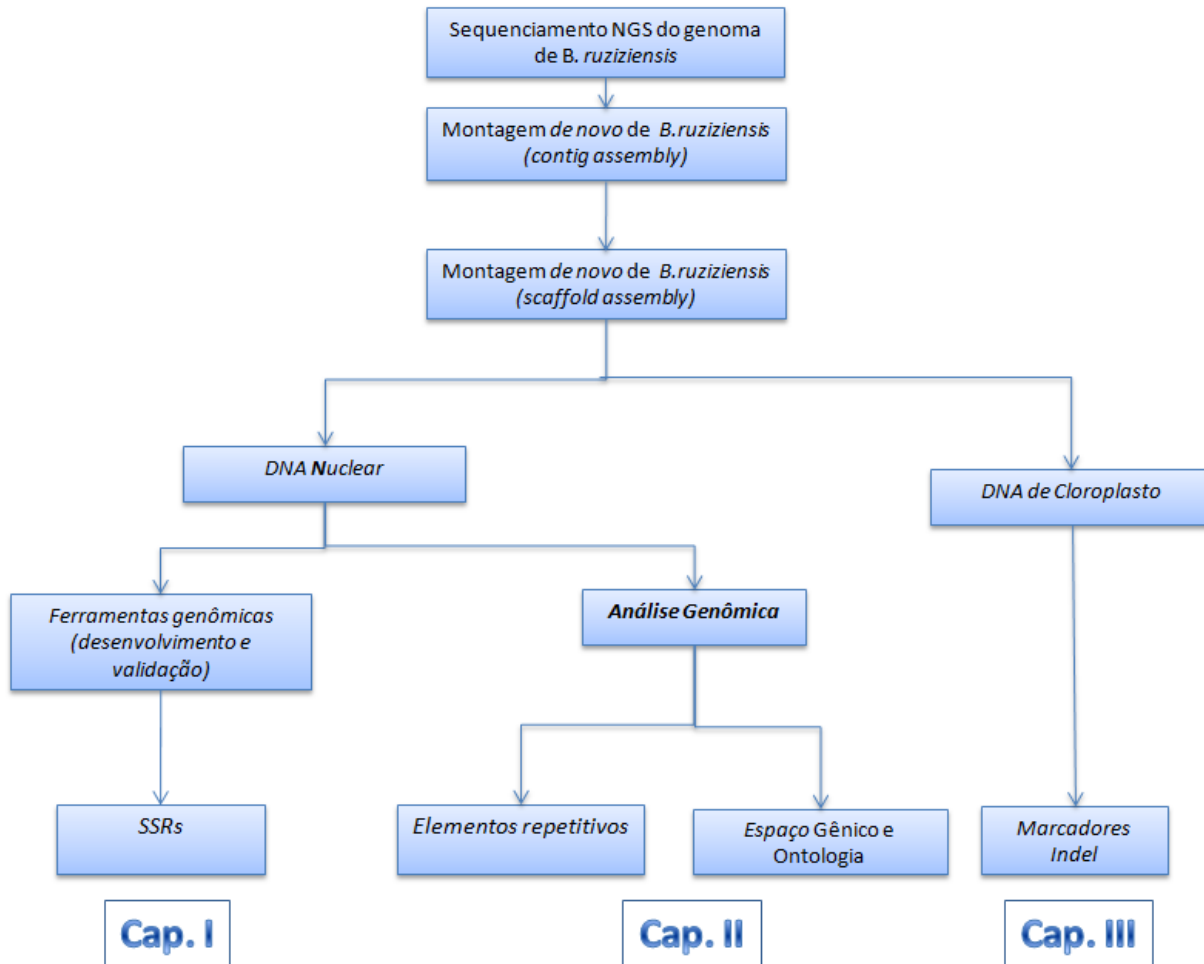 Sequenciamento NGS do genoma
de B. ruziziensis
Montagem de novo de B.ruziziensis
(contig assembly)
Montagem de novo de B.ruziziensis
(scaffold assembly)
DNA Nuclear
DNA de Cloroplasto
Ferramentas genômicas
(desenvolvimento e
validação)
Análise Genômica
SSRs
Elementos repetitivos
Espaço Gênico e
Ontologia
Marcadores
Indel
Cap. I
Cap. II
Cap. III